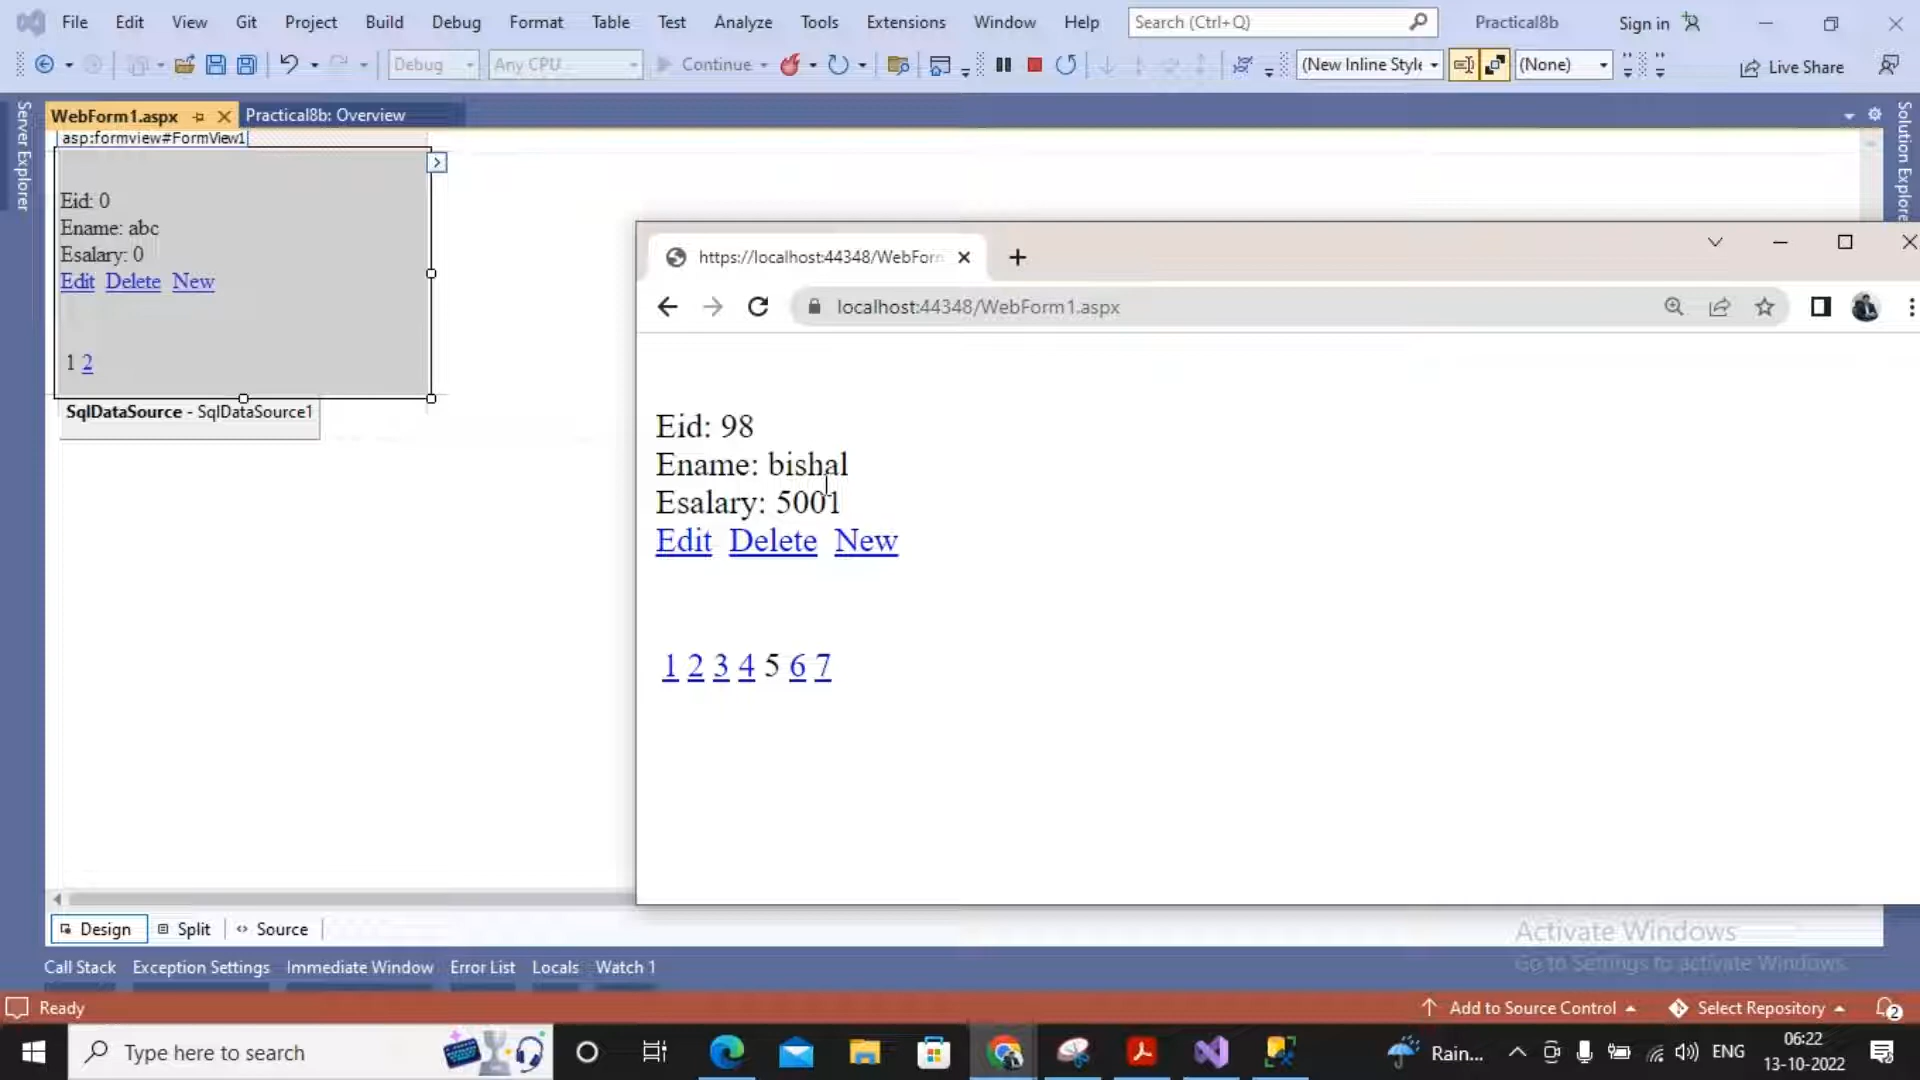 File Edit View Git Project Build Debug Format Table Test Analyze Tools Extensions Window Help Search (Ctrl+Q) Practical8b Sign in
Debug Any CPU Continue (New Inline Style (None) Live Share
WebForm1.aspx Practical8b: Overview
Server Explorer
Solution Explorer
asp:formview#FormView1
Eid: 0
Ename: abc
Esalary: 0
Edit Delete New
1 2
SqlDataSource - SqlDataSource1
https://localhost:44348/WebForm
localhost:44348/WebForm1.aspx
Eid: 98
Ename: bishal
Esalary: 5001
Edit Delete New
1 2 3 4 5 6 7
Design Split Source
Activate Windows
Go to Settings to activate Windows.
Call Stack Exception Settings Immediate Window Error List Locals Watch 1
Ready Add to Source Control Select Repository 2
Type here to search Rain... ENG 06:22
13-10-2022